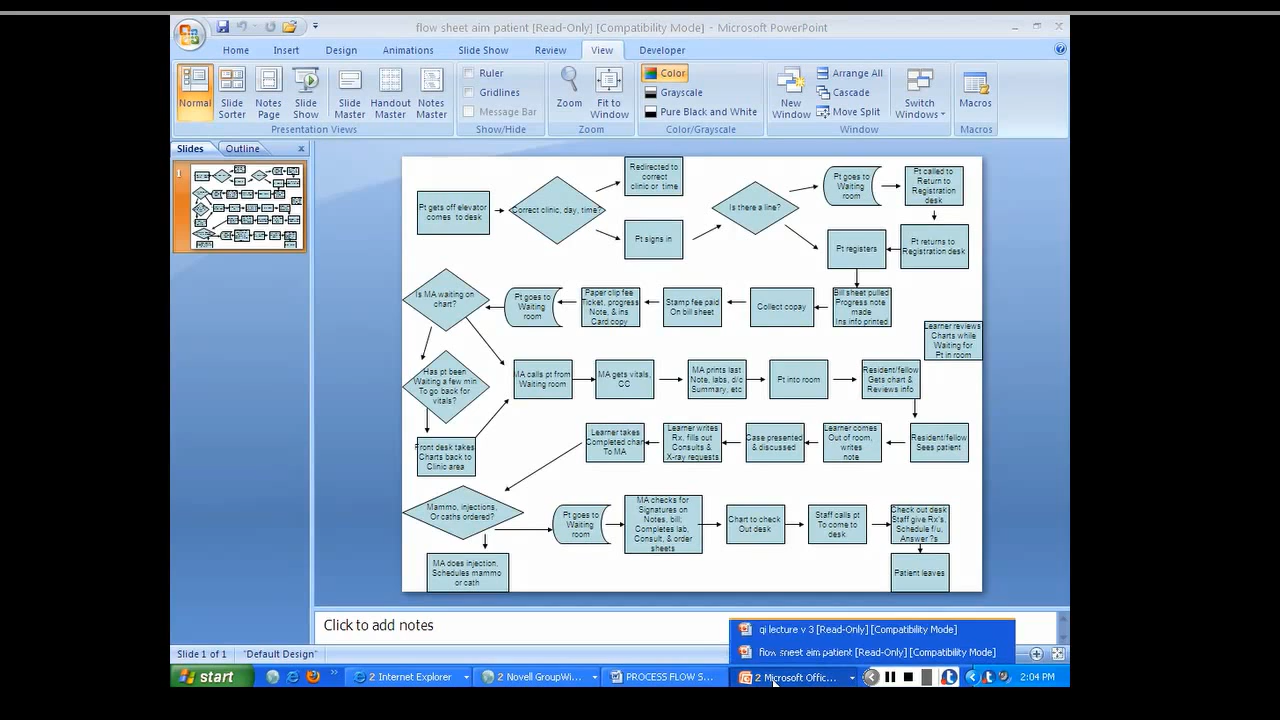 flow sheet aim patient [Read-Only] [Compatibility Mode] - Microsoft PowerPoint
Home Insert Design Animations Slide Show Review View Developer
Normal
Slide
Sorter
Notes
Page
Slide
Show
Slide
Master
Handout
Master
Notes
Master
Presentation Views
Ruler
Gridlines
Message Bar
Show/Hide
Zoom
Fit to
Window
Zoom
Color
Grayscale
Pure Black and White
Color/Grayscale
New
Window
Arrange All
Cascade
Move Split
Switch
Windows
Window
Macros
Macros
Slides Outline
1
Pt gets off elevator
comes to desk
Correct clinic, day, time?
Redirected to
correct
clinic or time
Pt signs in
Is there a line?
Pt goes to
Waiting
room
Pt called to
Return to
Registration
desk
Pt registers
Pt returns to
Registration desk
Is MA waiting on
chart?
Pt goes to
Waiting
room
Paper clip fee
Ticket, progress
Note, & ins
Card copy
Stamp fee paid
On bill sheet
Collect copay
Bill sheet pulled
Progress note
made
Ins info printed
Learner reviews
Charts while
Waiting for
Pt in room
Has pt been
Waiting a few min
To go back for
vitals?
MA calls pt from
Waiting room
MA gets vitals,
CC
MA prints last
Note, labs, d/c
Summary, etc
Pt into room
Resident/fellow
Gets chart &
Reviews info
Front desk takes
Charts back to
Clinic area
Learner takes
Completed chart
To MA
Learner writes
Rx, fills out
Consults &
X-ray requests
Case presented
& discussed
Learner comes
Out of room,
writes
note
Resident/fellow
Sees patient
Mammo, injections,
Or caths ordered?
Pt goes to
Waiting
room
MA checks for
Signatures on
Notes, bill;
Completes lab,
Consult, & order
sheets
Chart to check
Out desk
Staff calls pt
To come to
desk
Check out desk
Staff give Rx's,
Schedule f/u,
Answer ?s
MA does injection,
Schedules mammo
or cath
Patient leaves
Click to add notes
qi lecture v 3 [Read-Only] [Compatibility Mode]
flow sheet aim patient [Read-Only] [Compatibility Mode]
Slide 1 of 1 "Default Design"
start
2 Internet Explorer
2 Novell GroupWi...
PROCESS FLOW S...
2 Microsoft Offic...
2:04 PM